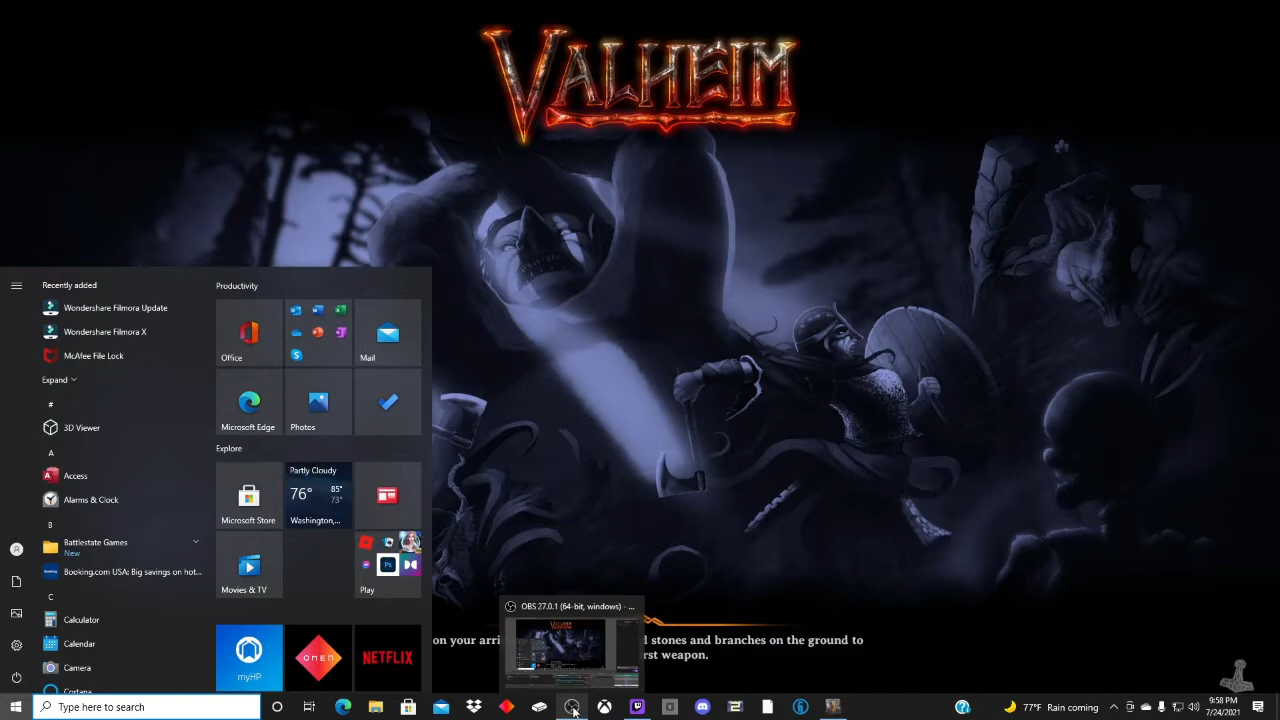 VALHEIM
Recently added
Wondershare Filmora Update
Wondershare Filmora X
McAfee File Lock
Expand
#
3D Viewer
A
Access
Alarms & Clock
B
Battlestate Games
New
Booking.com USA: Big savings on hot...
C
Calculator
Calendar
Camera
Cortana
Productivity
Office
Mail
Microsoft Edge
Photos
Explore
Microsoft Store
Partly Cloudy
76° 85° 73°
Washington,...
Movies & TV
Ps
Play
myHP
OMEN
NETFLIX
OBS 27.0.1 (64-bit, windows) - ...
on your arri
stones and branches on the ground to
rst weapon.
Type here to search
77°F Rain coming
9:58 PM
7/24/2021